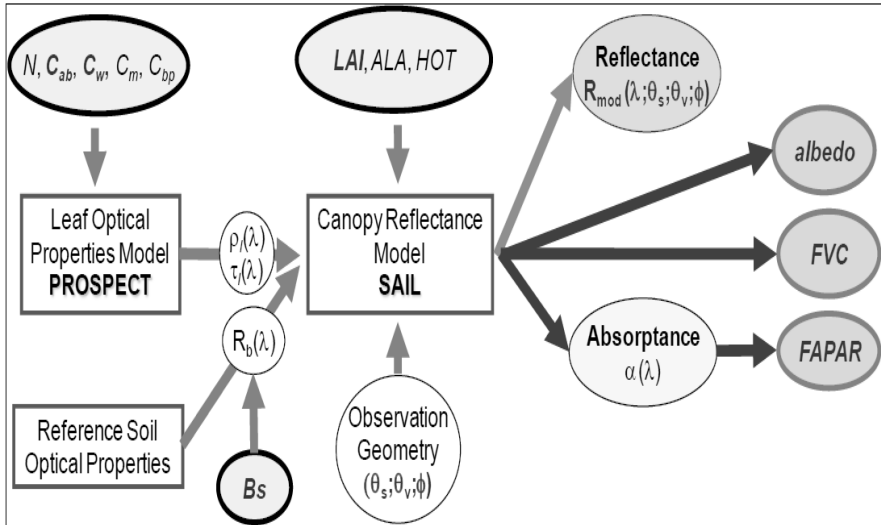 N, Cab, Cw, Cm, Cbp
LAI, ALA, HOT
Reflectance
Rmod(λ;θs;θv;ϕ)
albedo
Leaf Optical
Properties Model
PROSPECT
ρl(λ)
τl(λ)
Canopy Reflectance
Model
SAIL
FVC
Rb(λ)
Absorptance
α(λ)
FAPAR
Reference Soil
Optical Properties
Bs
Observation
Geometry
(θs;θv;ϕ)